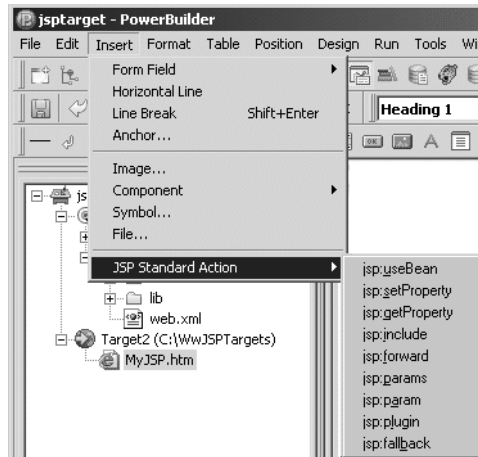 jsptarget - PowerBuilder
File Edit Insert Format Table Position Design Run Tools
Form Field
Horizontal Line
Line Break Shift+Enter
Anchor...
Heading 1
Image...
Component
Symbol...
File...
JSP Standard Action
jsp:useBean
jsp:setProperty
jsp:getProperty
jsp:include
jsp:forward
jsp:params
jsp:param
jsp:plugin
jsp:fallback
lib
web.xml
Target2 (C:\WwJSPTargets)
MyJSP.htm